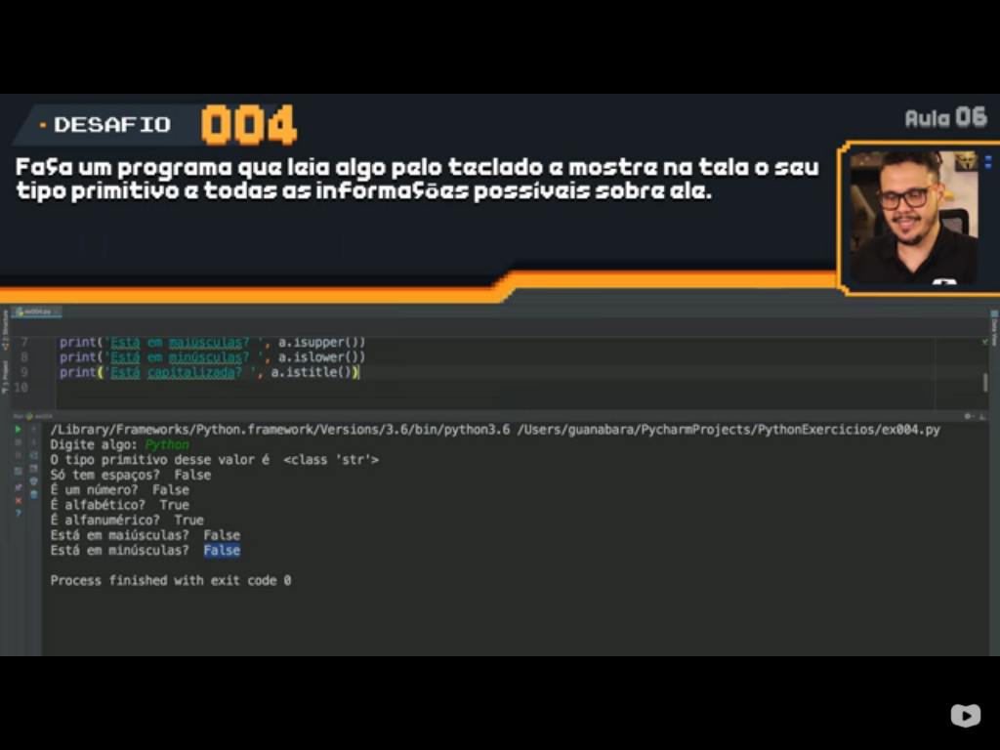 DESAFIO 004
Aula 06
Faça um programa que leia algo pelo teclado e mostre na tela o seu
tipo primitivo e todas as informações possíveis sobre ele.
ex004.py
7 print('Está em maiúsculas? ', a.isupper())
8 print('Está em minúsculas? ', a.islower())
9 print('Está capitalizada? ', a.istitle())
10
Run ex004
/Library/Frameworks/Python.framework/Versions/3.6/bin/python3.6 /Users/guanabara/PycharmProjects/PythonExercicios/ex004.py
Digite algo: Python
O tipo primitivo desse valor é  <class 'str'>
Só tem espaços?  False
É um número?  False
É alfabético?  True
É alfanumérico?  True
Está em maiúsculas?  False
Está em minúsculas?  False
Process finished with exit code 0